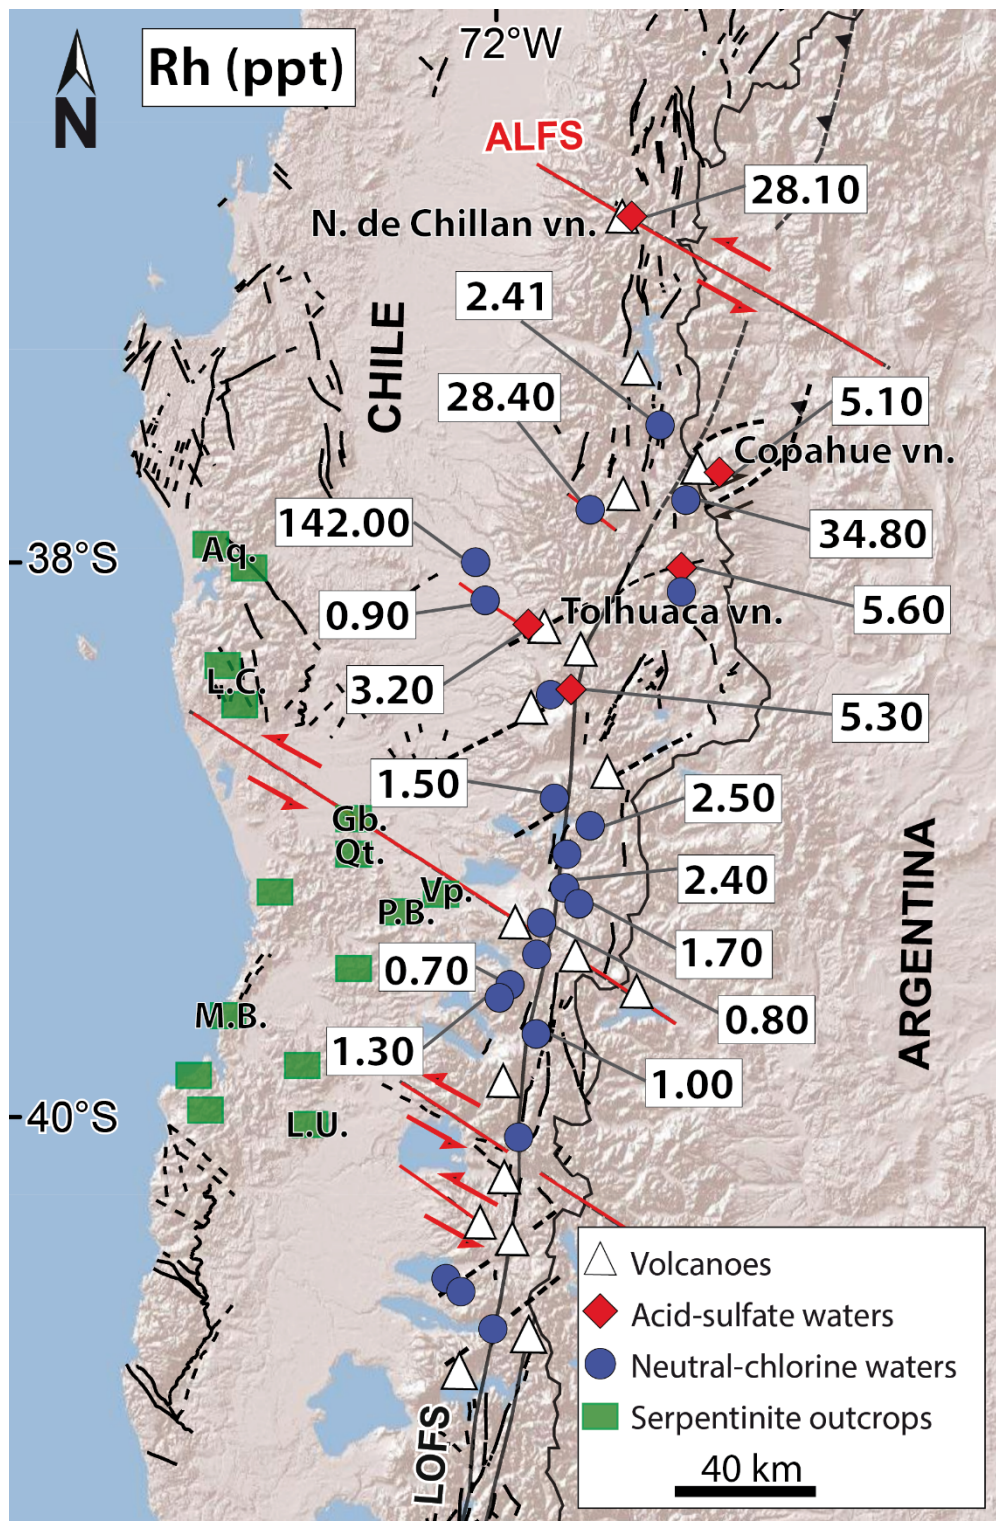 72°W
Rh (ppt)
N
ALFS
28.10
N. de Chillan vn.
2.41
CHILE
28.40
5.10
Copahue vn.
142.00
34.80
38°S
Aq.
0.90
Tolhuaca vn.
5.60
L.C.
3.20
5.30
1.50
2.50
Gb.
Qt.
2.40
Vp.
P.B.
ARGENTINA
1.70
0.70
M.B.
0.80
1.30
1.00
40°S
L.U.
Volcanoes
Acid-sulfate waters
Neutral-chlorine waters
Serpentinite outcrops
LOFS
40 km